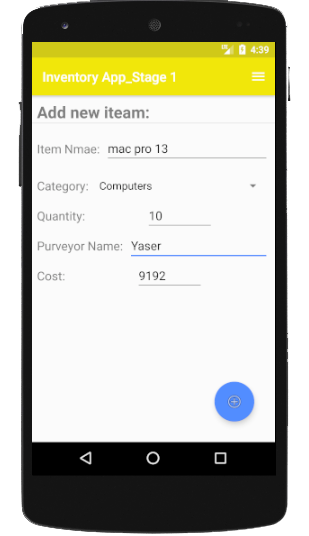 4:39
Inventory App_Stage 1
Add new iteam:
Item Nmae: mac pro 13
Category: Computers
Quantity: 10
Purveyor Name: Yaser
Cost: 9192